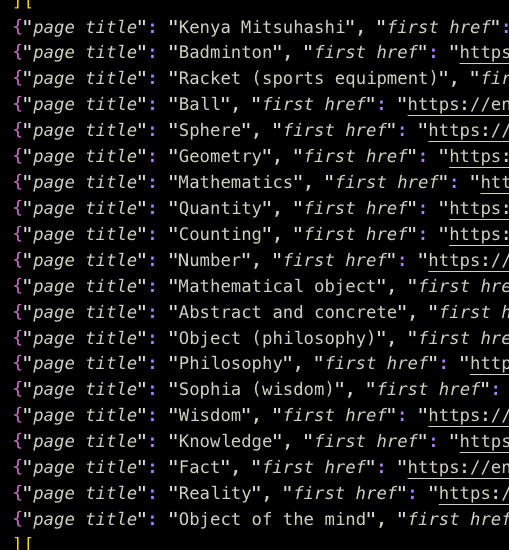 ][
{"page title": "Kenya Mitsuhashi", "first href":
{"page title": "Badminton", "first href": "https
{"page title": "Racket (sports equipment)", "fir
{"page title": "Ball", "first href": "https://en
{"page title": "Sphere", "first href": "https://
{"page title": "Geometry", "first href": "https:
{"page title": "Mathematics", "first href": "htt
{"page title": "Quantity", "first href": "https:
{"page title": "Counting", "first href": "https:
{"page title": "Number", "first href": "https://
{"page title": "Mathematical object", "first hre
{"page title": "Abstract and concrete", "first h
{"page title": "Object (philosophy)", "first hre
{"page title": "Philosophy", "first href": "http
{"page title": "Sophia (wisdom)", "first href":
{"page title": "Wisdom", "first href": "https://
{"page title": "Knowledge", "first href": "https
{"page title": "Fact", "first href": "https://en
{"page title": "Reality", "first href": "https:/
{"page title": "Object of the mind", "first href
][